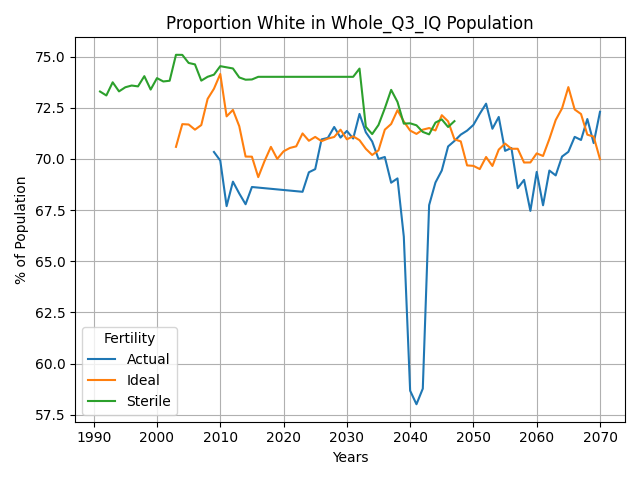 Proportion White in Whole_Q3_IQ Population
% of Population
75.0
72.5
70.0
67.5
65.0
62.5
60.0
57.5
Fertility
Actual
Ideal
Sterile
1990 2000 2010 2020 2030 2040 2050 2060 2070
Years